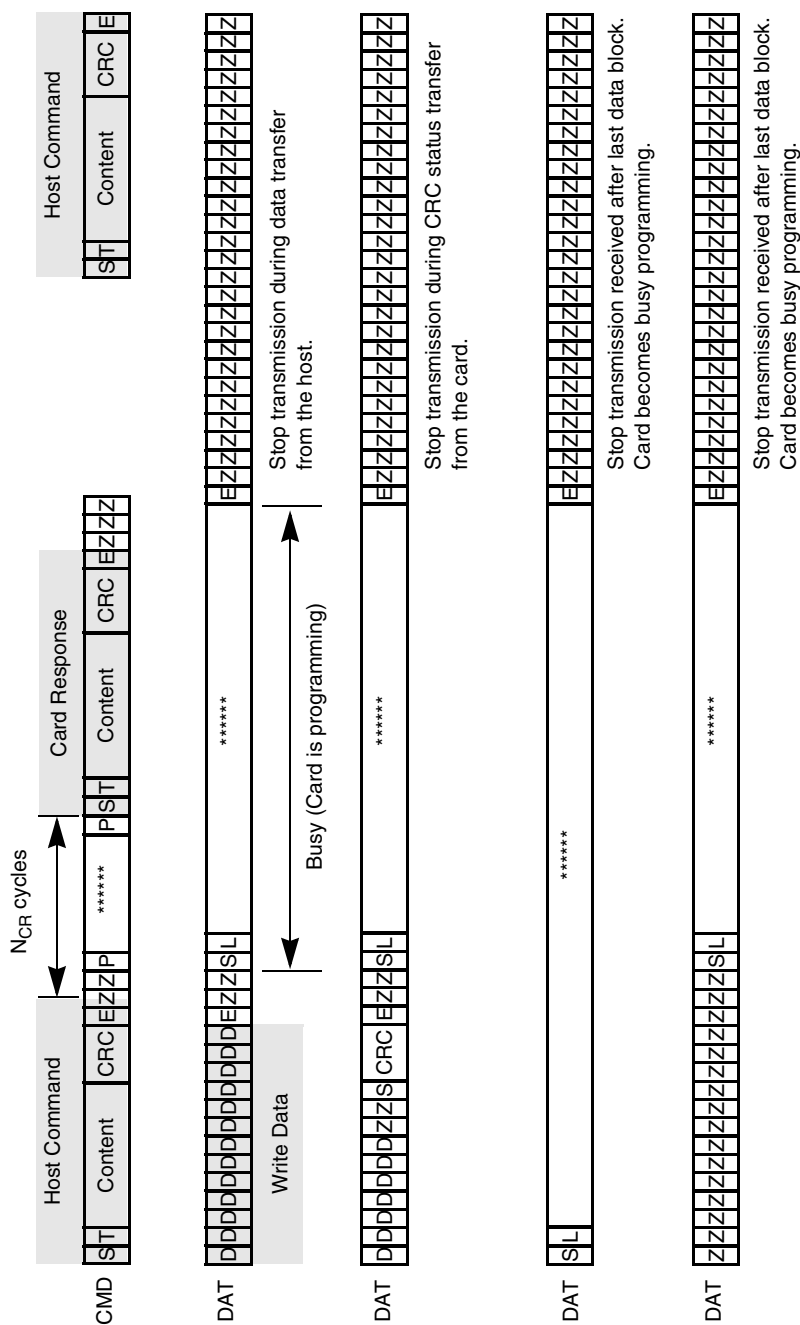 Host Command
N_CR cycles
Card Response
Host Command
CMD S T Content CRC E Z Z P ****** P S T Content CRC E Z Z Z S T Content CRC E
DAT D D D D D D D D D D D D D E Z Z S L ****** E Z Z Z Z Z Z Z Z Z Z Z Z Z Z Z Z Z Z Z Z Z Z Z Z Z Z
Write Data
Busy (Card is programming)
Stop transmission during data transfer
from the host.
DAT D D D D D D D Z Z S CRC E Z Z S L ****** E Z Z Z Z Z Z Z Z Z Z Z Z Z Z Z Z Z Z Z Z Z Z Z Z Z Z
Stop transmission during CRC status transfer
from the card.
DAT S L ****** E Z Z Z Z Z Z Z Z Z Z Z Z Z Z Z Z Z Z Z Z Z Z Z Z Z Z
Stop transmission received after last data block.
Card becomes busy programming.
DAT Z Z Z Z Z Z Z Z Z Z Z Z Z Z Z Z S L ****** E Z Z Z Z Z Z Z Z Z Z Z Z Z Z Z Z Z Z Z Z Z Z Z Z Z Z
Stop transmission received after last data block.
Card becomes busy programming.